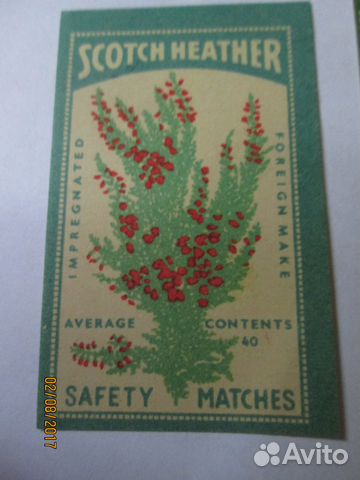 SCOTCH HEATHER
IMPREGNATED
FOREIGN MAKE
AVERAGE CONTENTS
40
SAFETY MATCHES
02/08/2017
Avito